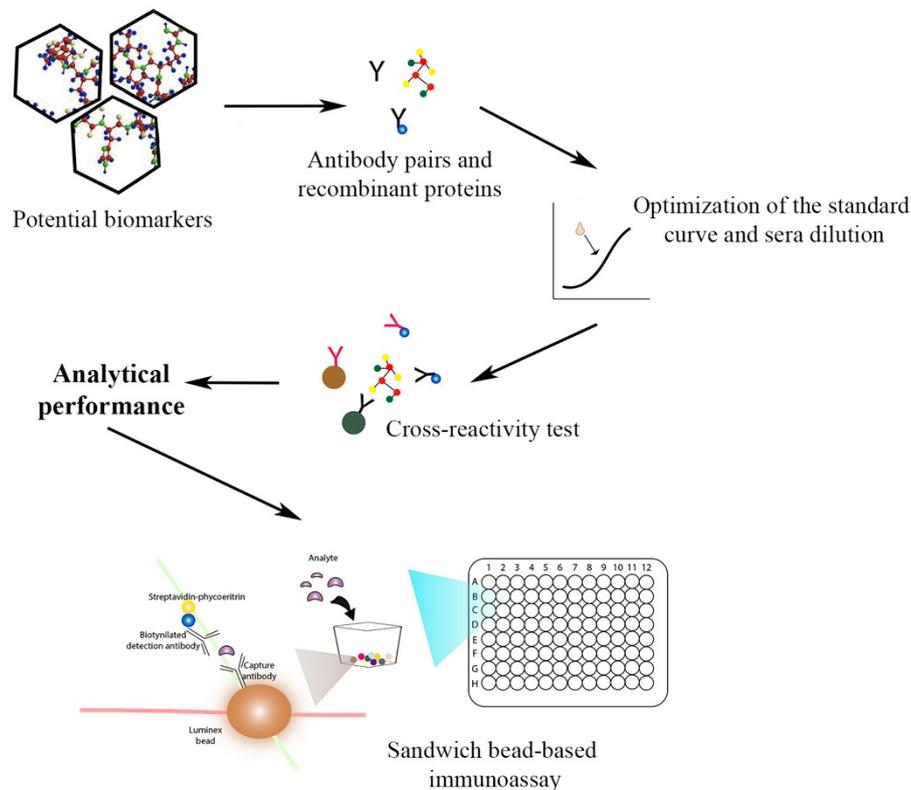 Potential biomarkers
Antibody pairs and
recombinant proteins
Optimization of the standard
curve and sera dilution
Cross-reactivity test
Analytical
performance
Analyte
Streptavidin-phycoeritrin
Biotynilated
detection antibody
Capture
antibody
Luminex
bead
1 2 3 4 5 6 7 8 9 10 11 12
A
B
C
D
E
F
G
H
Sandwich bead-based
immunoassay